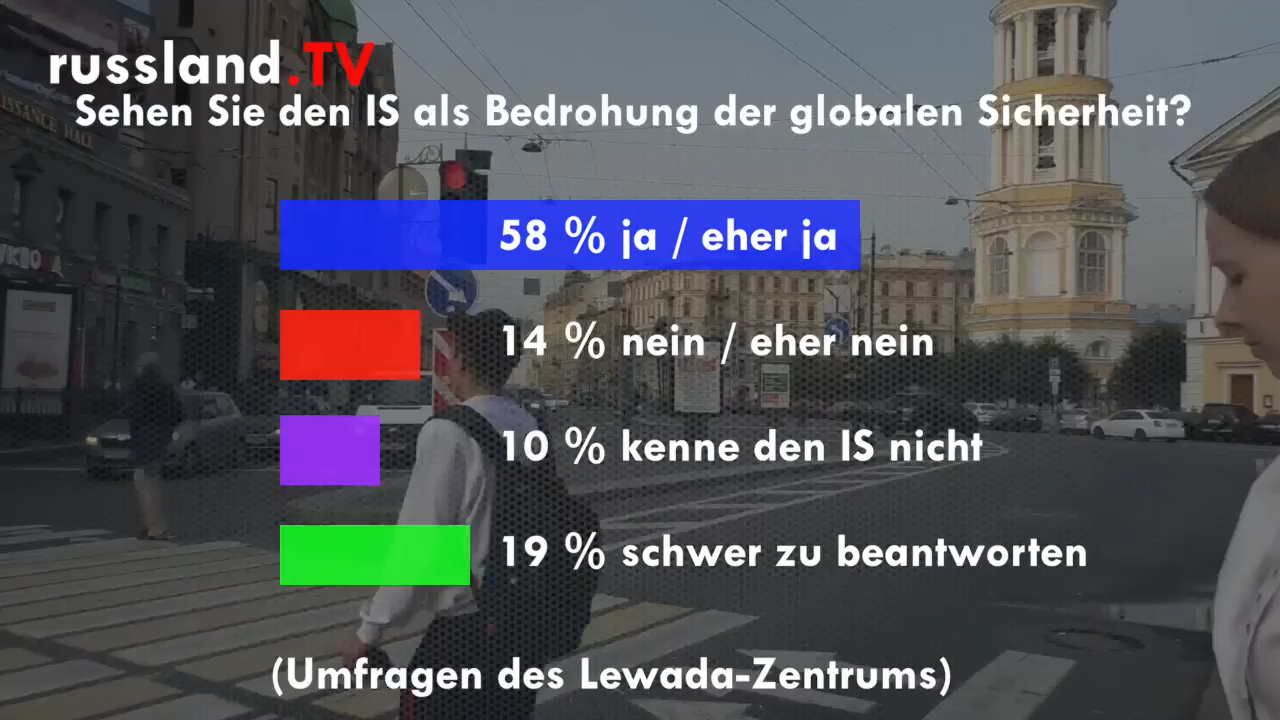 russland.TV
Sehen Sie den IS als Bedrohung der globalen Sicherheit?
58 % ja / eher ja
14 % nein / eher nein
10 % kenne den IS nicht
19 % schwer zu beantworten
(Umfragen des Lewada-Zentrums)